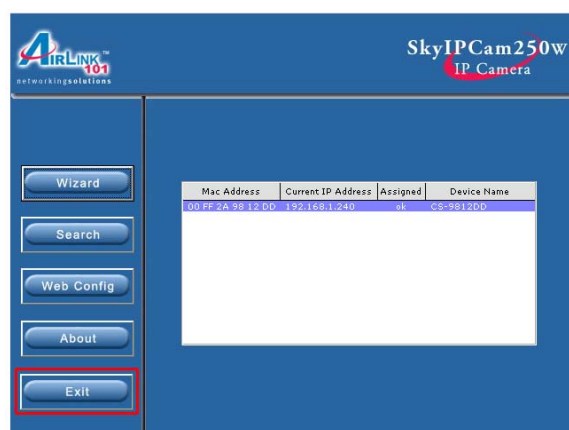 AIRLINK
101
networkingsolutions
SkyIPCam250W
IP Camera
Wizard
Search
Web Config
About
Exit
Mac Address Current IP Address Assigned Device Name
00 FF 2A 98 12 DD 192.168.1.240 ok CS-9812DD